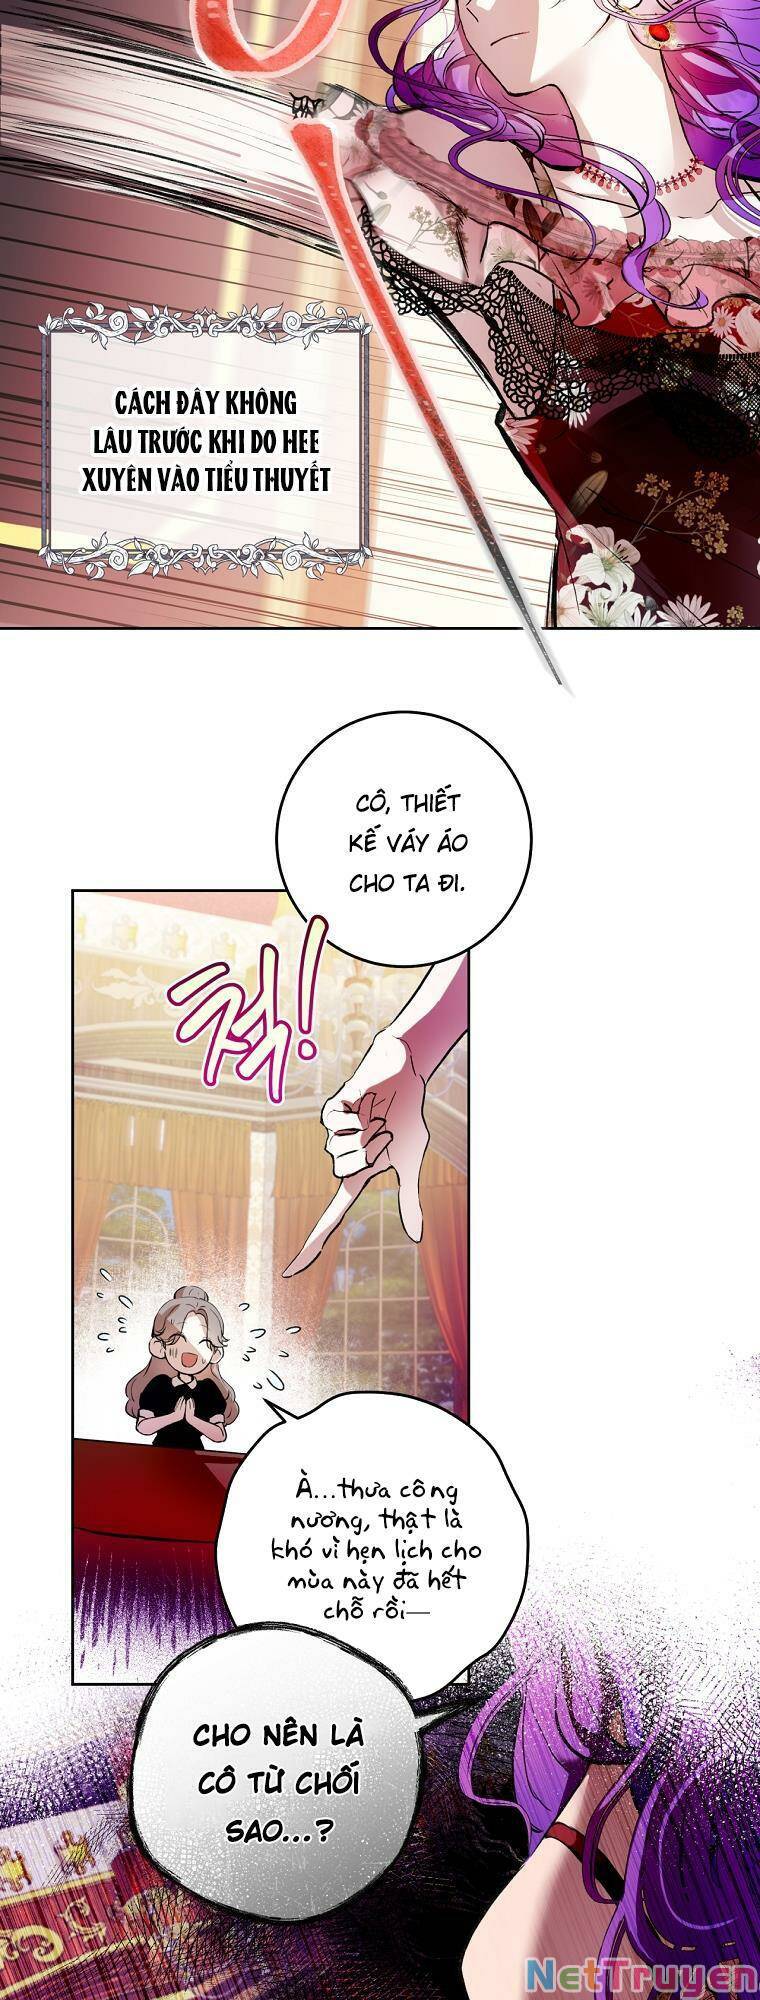 CÁCH ĐÂY KHÔNG
LÂU TRƯỚC KHI DO HEE
XUYÊN VÀO TIỂU THUYẾT
CÔ, THIẾT
KẾ VÁY ÁO
CHO TA ĐI.
척!
À...thưa công
nương, thật là
khó vì hẹn lịch cho
mùa này đã hết
chỗ rồi—
CHO NÊN LÀ
CÔ TỪ CHỐI
SAO...?
NetTruyen